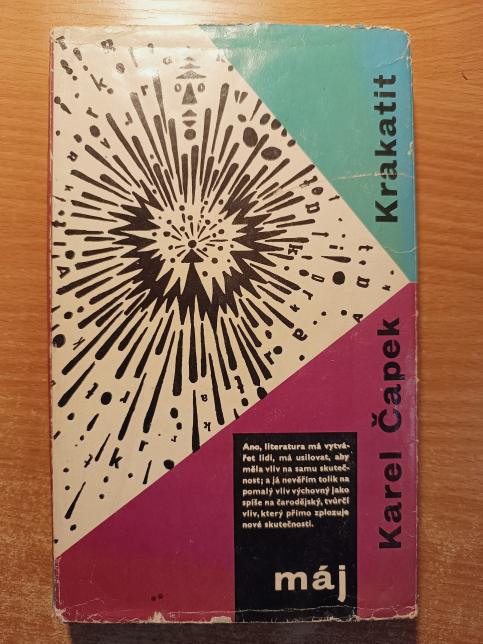 Krakatit
Karel Čapek
Ano, literatura má vytvá-
řet lidi, má usilovat, aby
měla vliv na samu skuteč-
nost; a já nevěřím tolik na
pomalý vliv výchovný jako
spíše na čarodějský, tvůrčí
vliv, který přímo zplozuje
nové skutečnosti.
máj